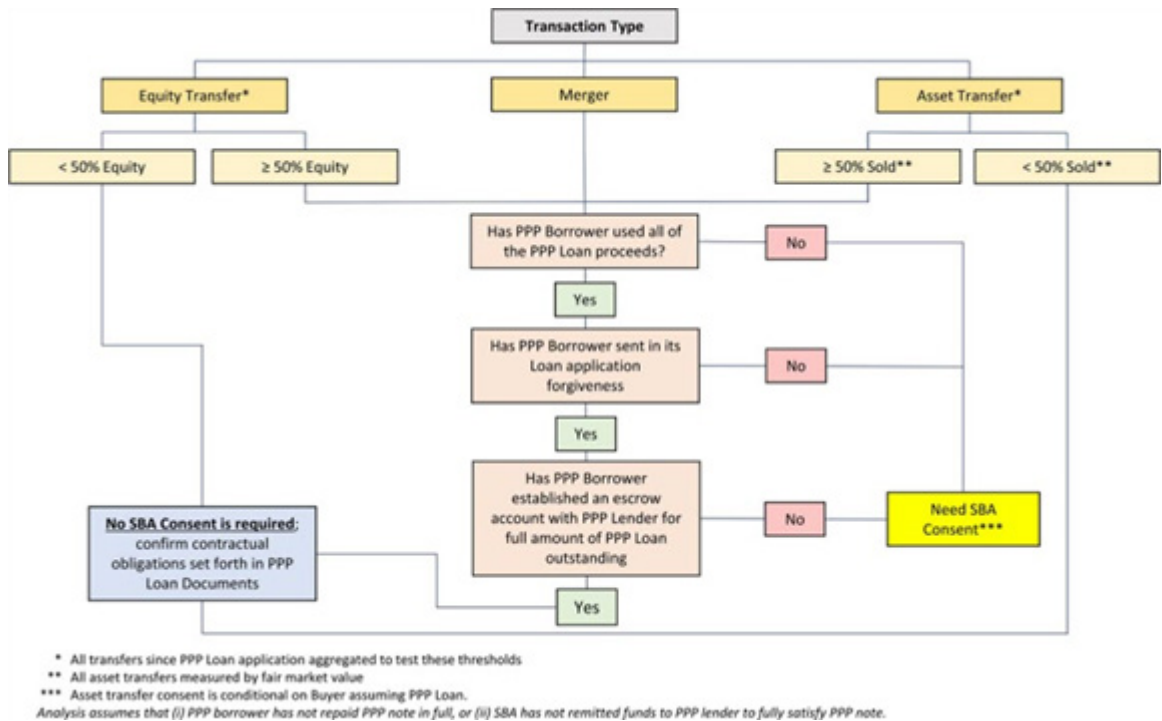 Transaction Type
Equity Transfer*
Merger
Asset Transfer*
< 50% Equity
≥ 50% Equity
≥ 50% Sold**
< 50% Sold**
Has PPP Borrower used all of
the PPP Loan proceeds?
No
Yes
Has PPP Borrower sent in its
Loan application
forgiveness
No
Yes
Has PPP Borrower
established an escrow
account with PPP Lender for
full amount of PPP Loan
outstanding
No
Need SBA
Consent***
No SBA Consent is required;
confirm contractual
obligations set forth in PPP
Loan Documents
Yes
* All transfers since PPP Loan application aggregated to test these thresholds
** All asset transfers measured by fair market value
*** Asset transfer consent is conditional on Buyer assuming PPP Loan.
Analysis assumes that (i) PPP borrower has not repaid PPP note in full, or (ii) SBA has not remitted funds to PPP lender to fully satisfy PPP note.